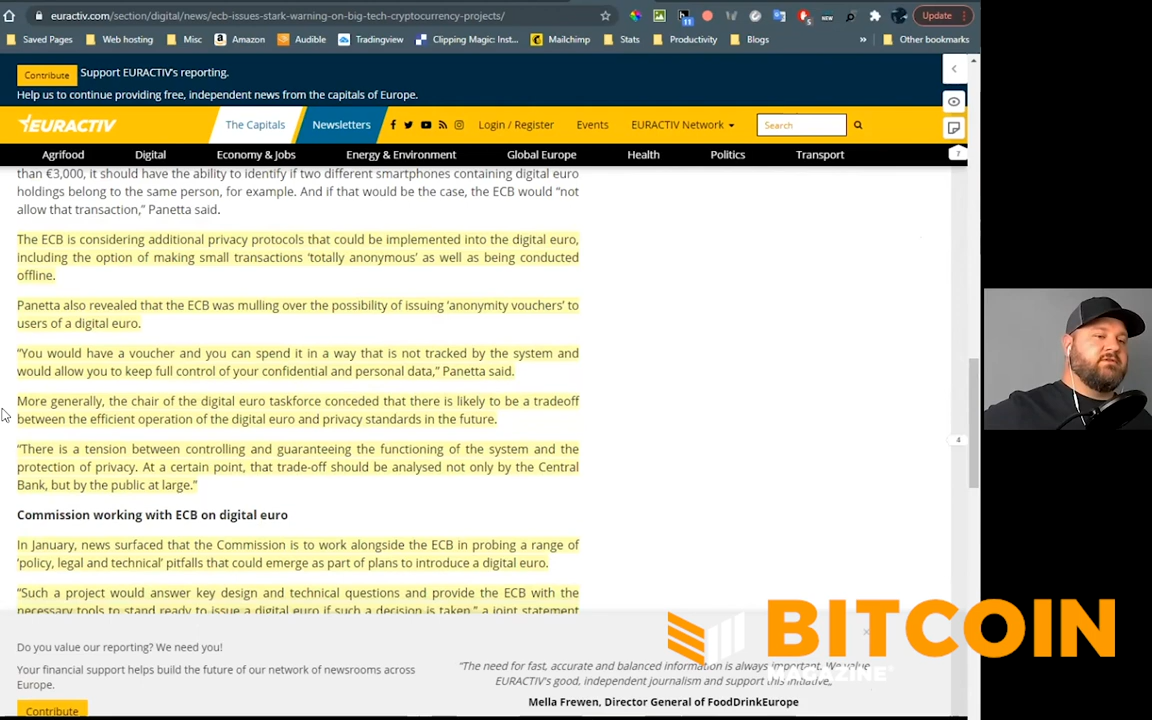 euractiv.com/section/digital/news/ecb-issues-stark-warning-on-big-tech-cryptocurrency-projects/
11
5
NEW
Update
Saved Pages
Web hosting
Misc
Amazon
Audible
Tradingview
Clipping Magic: Inst...
Mailchimp
Stats
Productivity
Blogs
»
Other bookmarks
Contribute
Support EURACTIV's reporting.
Help us to continue providing free, independent news from the capitals of Europe.
EURACTIV
The Capitals
Newsletters
Login / Register
Events
EURACTIV Network
Search
Agrifood
Digital
Economy & Jobs
Energy & Environment
Global Europe
Health
Politics
Transport
7
than €3,000, it should have the ability to identify if two different smartphones containing digital euro
holdings belong to the same person, for example. And if that would be the case, the ECB would “not
allow that transaction,” Panetta said.
The ECB is considering additional privacy protocols that could be implemented into the digital euro,
including the option of making small transactions ‘totally anonymous’ as well as being conducted
offline.
Panetta also revealed that the ECB was mulling over the possibility of issuing ‘anonymity vouchers’ to
users of a digital euro.
“You would have a voucher and you can spend it in a way that is not tracked by the system and
would allow you to keep full control of your confidential and personal data,” Panetta said.
More generally, the chair of the digital euro taskforce conceded that there is likely to be a tradeoff
between the efficient operation of the digital euro and privacy standards in the future.
“There is a tension between controlling and guaranteeing the functioning of the system and the
protection of privacy. At a certain point, that trade-off should be analysed not only by the Central
Bank, but by the public at large.”
4
Commission working with ECB on digital euro
In January, news surfaced that the Commission is to work alongside the ECB in probing a range of
‘policy, legal and technical’ pitfalls that could emerge as part of plans to introduce a digital euro.
“Such a project would answer key design and technical questions and provide the ECB with the
necessary tools to stand ready to issue a digital euro if such a decision is taken,” a joint statement
Do you value our reporting? We need you!
Your financial support helps build the future of our network of newsrooms across
Europe.
Contribute
“The need for fast, accurate and balanced information is always important. We value
EURACTIV's good, independent journalism and support this initiative„
Mella Frewen, Director General of FoodDrinkEurope
BITCOIN
MAGAZINE